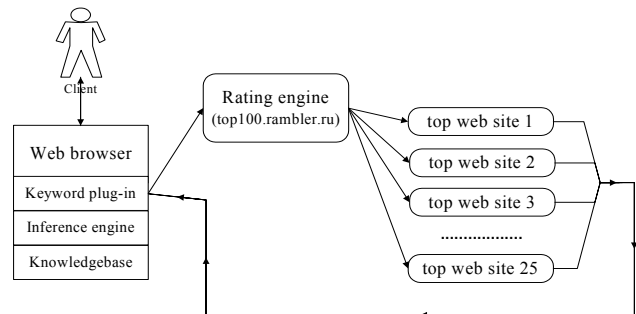 Client
Web browser
Keyword plug-in
Inference engine
Knowledgebase
Rating engine
(top100.rambler.ru)
top web site 1
top web site 2
top web site 3
..................
top web site 25